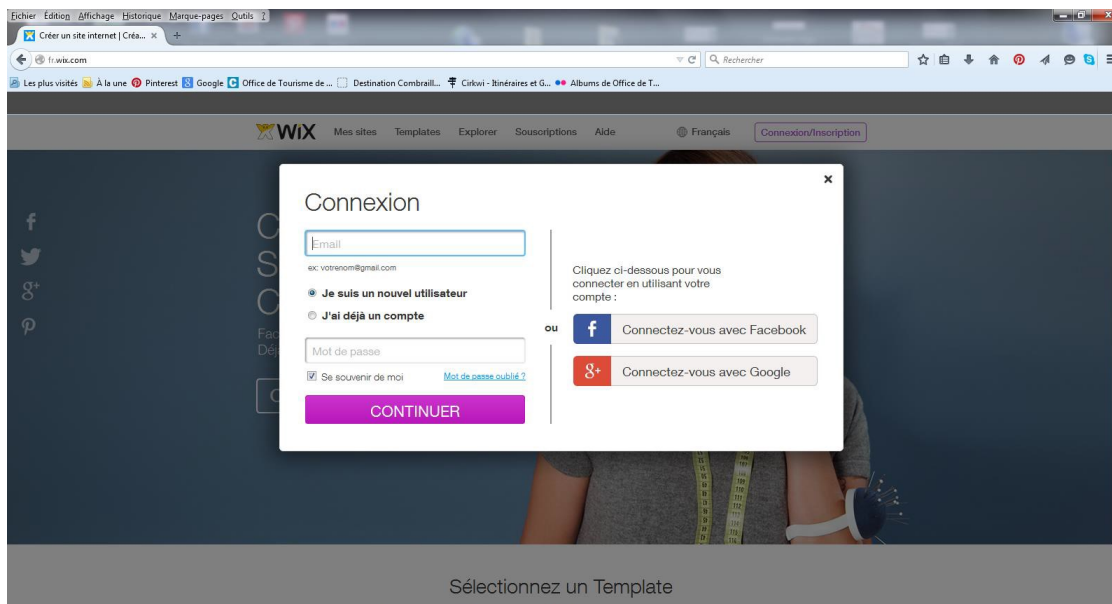 Fichier Édition Affichage Historique Marque-pages Outils ?
Créer un site internet | Créa... × +
fr.wix.com
Rechercher
Les plus visités À la une Pinterest Google Office de Tourisme de ... Destination Combraill... Cirkwi - Itinéraires et G... Albums de Office de T...
WiX Mes sites Templates Explorer Souscriptions Aide Français Connexion/Inscription
Connexion
Email
ex: votrenom@gmail.com
Je suis un nouvel utilisateur
J'ai déjà un compte
Mot de passe
Se souvenir de moi Mot de passe oublié ?
CONTINUER
ou
Cliquez ci-dessous pour vous
connecter en utilisant votre
compte :
f Connectez-vous avec Facebook
g+ Connectez-vous avec Google
Sélectionnez un Template